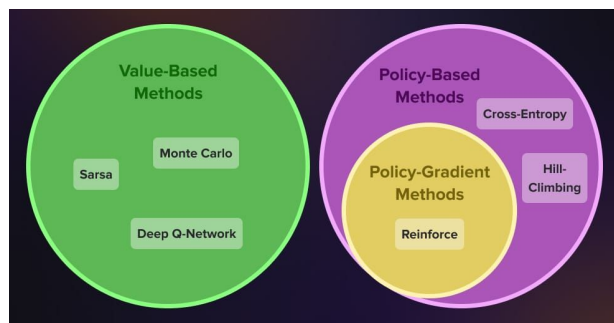 Value-Based
Methods
Monte Carlo
Sarsa
Deep Q-Network
Policy-Based
Methods
Cross-Entropy
Hill-
Climbing
Policy-Gradient
Methods
Reinforce